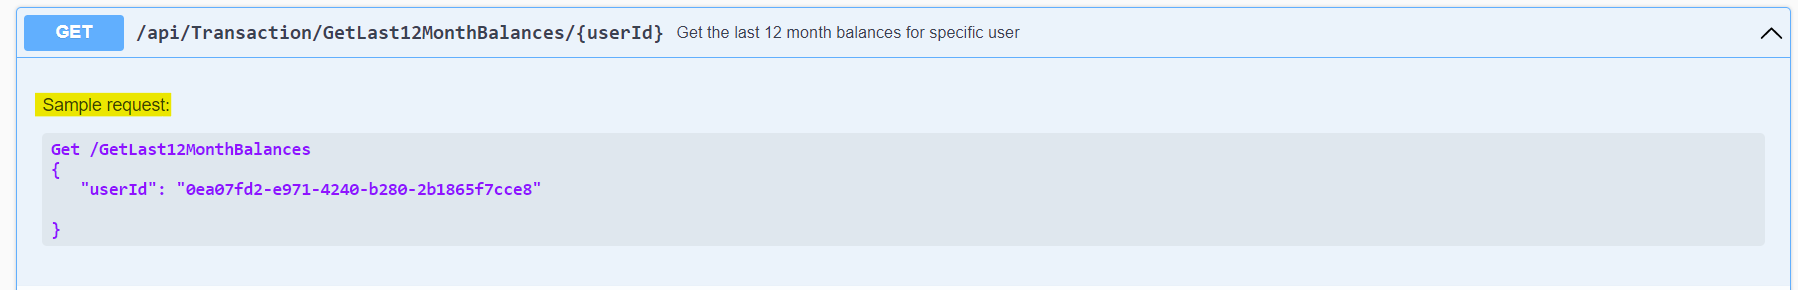 GET /api/Transaction/GetLast12MonthBalances/{userId} Get the last 12 month balances for specific user
Sample request:
Get /GetLast12MonthBalances
{
"userId": "0ea07fd2-e971-4240-b280-2b1865f7cce8"
}